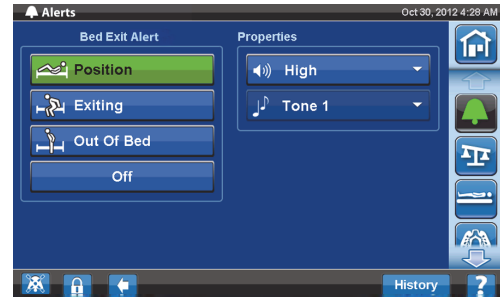 Alerts
Oct 30, 2012 4:28 AM
Bed Exit Alert
Properties
Position
High
Exiting
Tone 1
Out Of Bed
Off
History
?